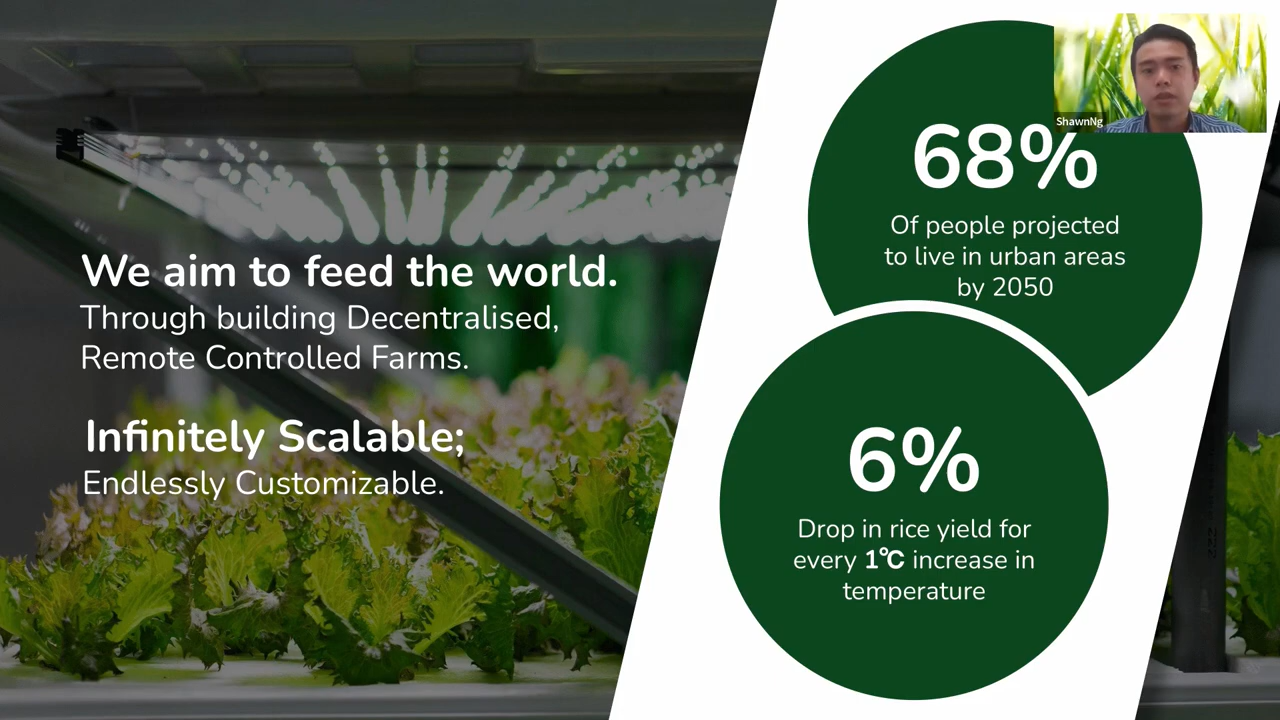 We aim to feed the world.
Through building Decentralised,
Remote Controlled Farms.
Infinitely Scalable;
Endlessly Customizable.
68%
Of people projected
to live in urban areas
by 2050
6%
Drop in rice yield for
every 1℃ increase in
temperature
ShawnNg